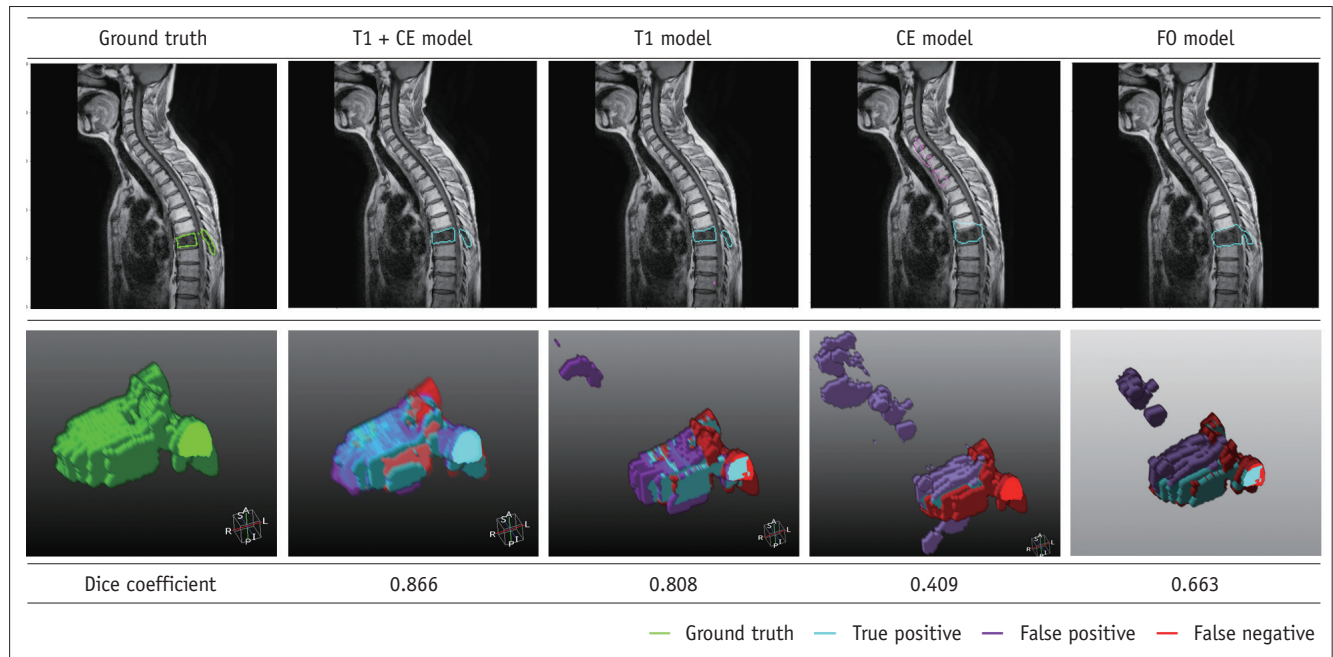 Ground truth T1 + CE model T1 model CE model FO model
Dice coefficient 0.866 0.808 0.409 0.663
Ground truth True positive False positive False negative